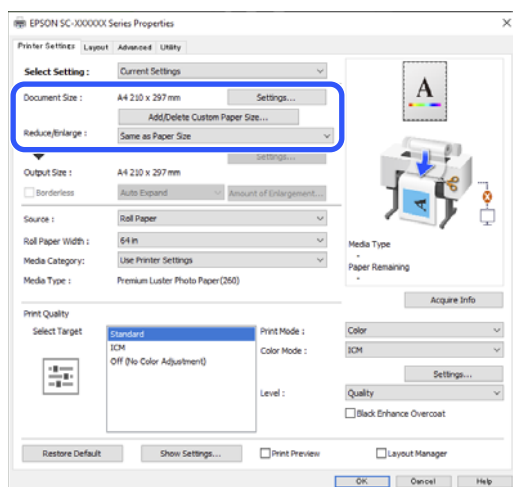 EPSON SC-XXXXXX Series Properties
Printer Settings Layout Advanced Utility
Select Setting : Current Settings
Document Size : A4 210 x 297 mm Settings...
Add/Delete Custom Paper Size...
Reduce/Enlarge : Same as Paper Size
Settings...
Output Size : A4 210 x 297 mm
Borderless Auto Expand Amount of Enlargement...
Source : Roll Paper
Roll Paper Width : 64 in
Media Category: Use Printer Settings
Media Type : Premium Luster Photo Paper(260)
A
A
Media Type
-
Paper Remaining
-
Acquire Info
Print Quality
Select Target Standard
ICM
Off (No Color Adjustment)
Print Mode : Color
Color Mode : ICM
Settings...
Level : Quality
Black Enhance Overcoat
Restore Default Show Settings... Print Preview Layout Manager
OK Cancel Help